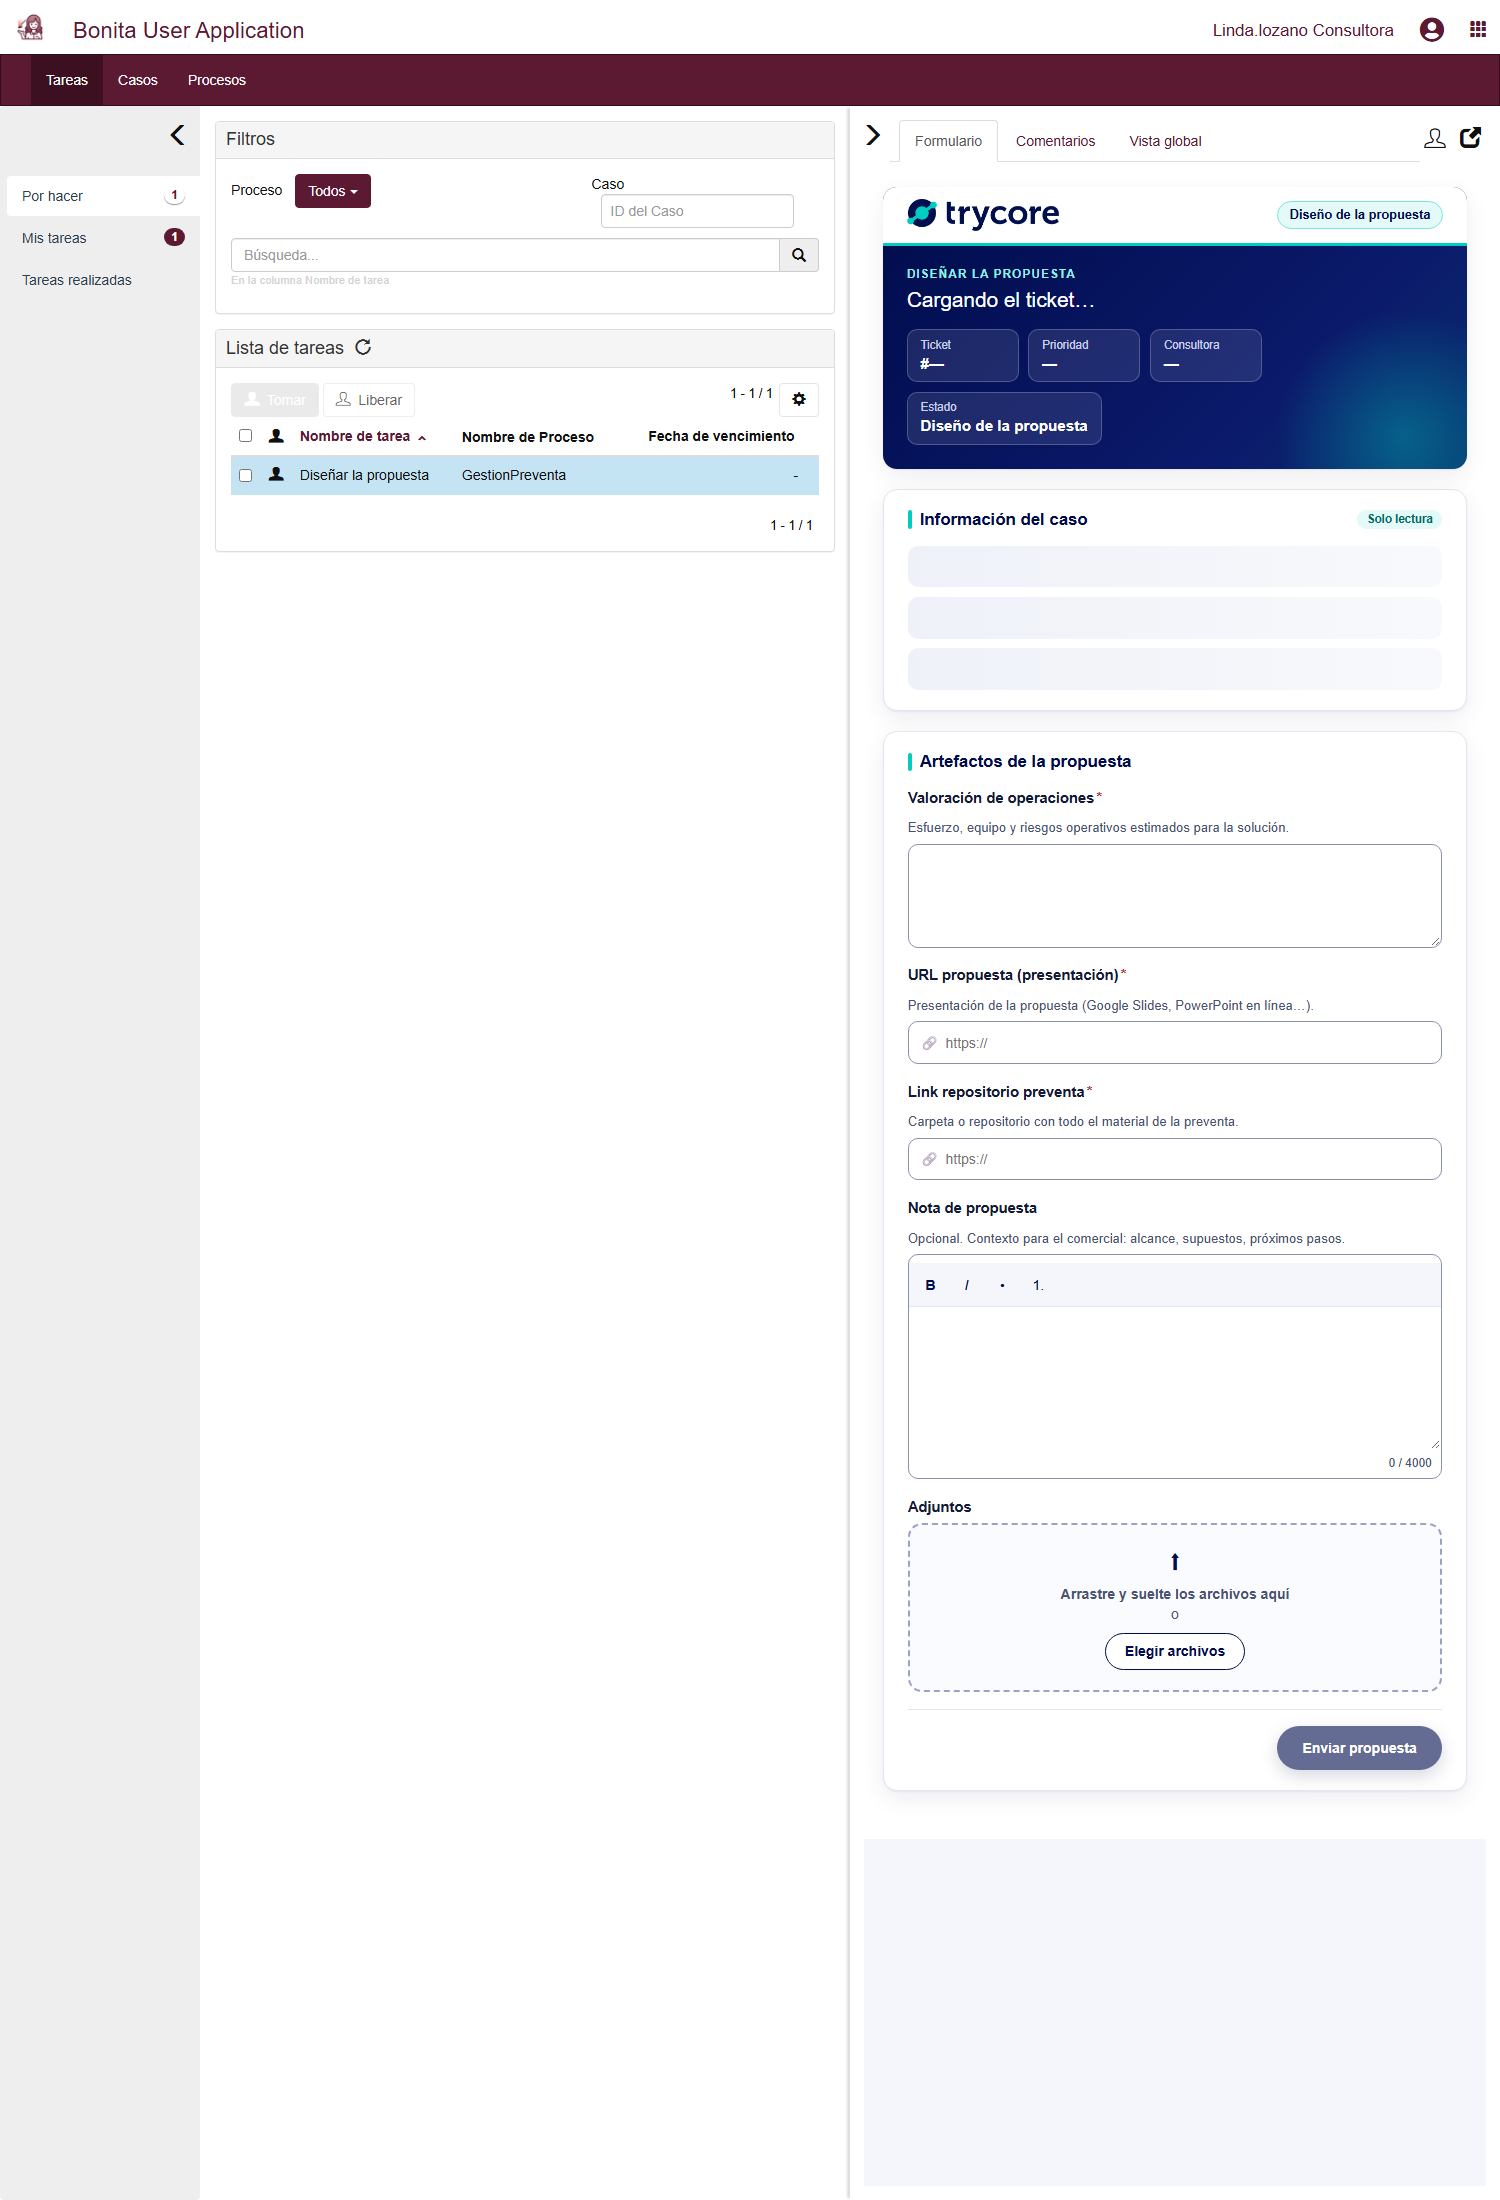 Bonita User Application
Linda.lozano Consultora
Tareas
Casos
Procesos
Por hacer
1
Mis tareas
1
Tareas realizadas
Filtros
Proceso
Todos
Caso
ID del Caso
Búsqueda...
En la columna Nombre de tarea
Lista de tareas
Tomar
Liberar
1 - 1 / 1
Nombre de tarea
Nombre de Proceso
Fecha de vencimiento
Diseñar la propuesta
GestionPreventa
-
1 - 1 / 1
Formulario
Comentarios
Vista global
trycore
Diseño de la propuesta
DISEÑAR LA PROPUESTA
Cargando el ticket…
Ticket
#—
Prioridad
—
Consultora
—
Estado
Diseño de la propuesta
Información del caso
Solo lectura
Artefactos de la propuesta
Valoración de operaciones*
Esfuerzo, equipo y riesgos operativos estimados para la solución.
URL propuesta (presentación)*
Presentación de la propuesta (Google Slides, PowerPoint en línea…).
https://
Link repositorio preventa*
Carpeta o repositorio con todo el material de la preventa.
https://
Nota de propuesta
Opcional. Contexto para el comercial: alcance, supuestos, próximos pasos.
B I • 1.
0 / 4000
Adjuntos
Arrastre y suelte los archivos aquí
o
Elegir archivos
Enviar propuesta